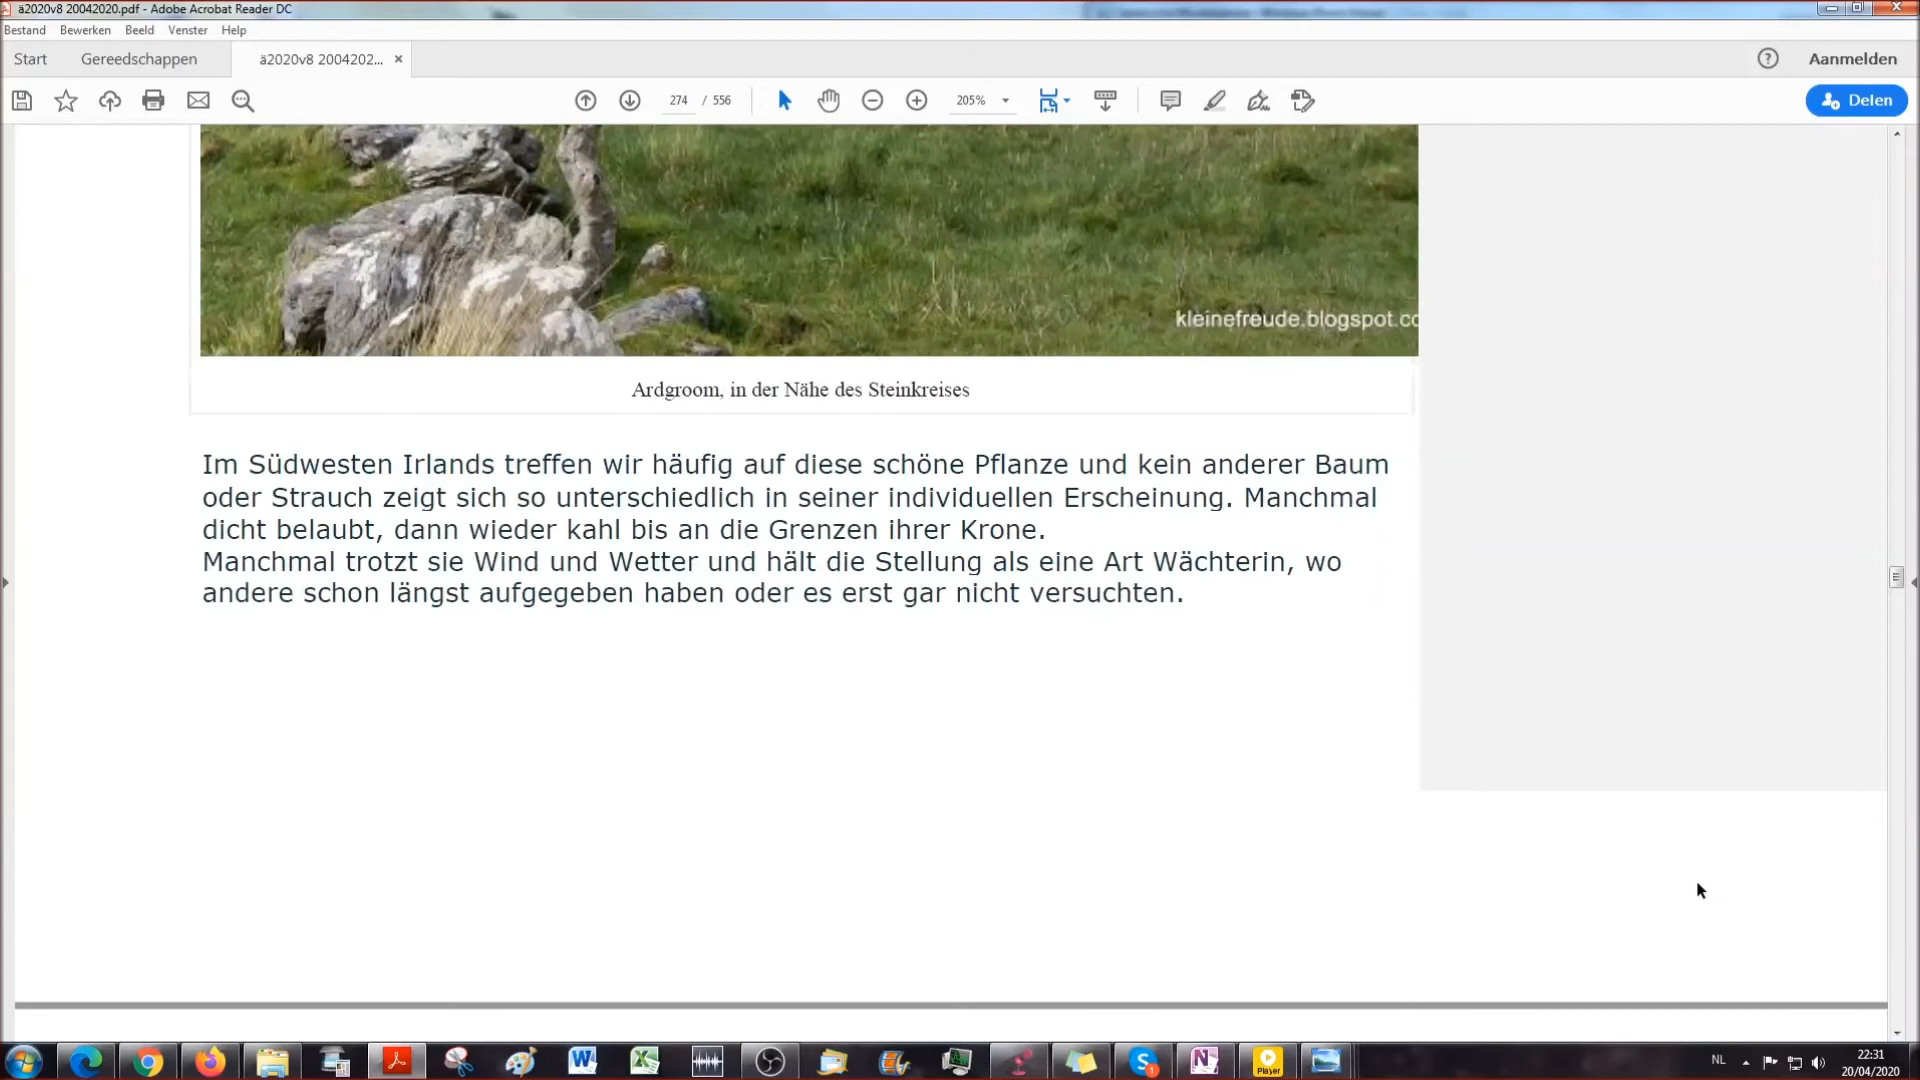 ä2020v8 20042020.pdf - Adobe Acrobat Reader DC
Bestand Bewerken Beeld Venster Help
Start Gereedschappen ä2020v8 2004202... × ? Aanmelden
274 / 556 205% Delen
kleinefreude.blogspot.co
Ardgroom, in der Nähe des Steinkreises
Im Südwesten Irlands treffen wir häufig auf diese schöne Pflanze und kein anderer Baum
oder Strauch zeigt sich so unterschiedlich in seiner individuellen Erscheinung. Manchmal
dicht belaubt, dann wieder kahl bis an die Grenzen ihrer Krone.
Manchmal trotzt sie Wind und Wetter und hält die Stellung als eine Art Wächterin, wo
andere schon längst aufgegeben haben oder es erst gar nicht versuchten.
Player
NL
22:31
20/04/2020